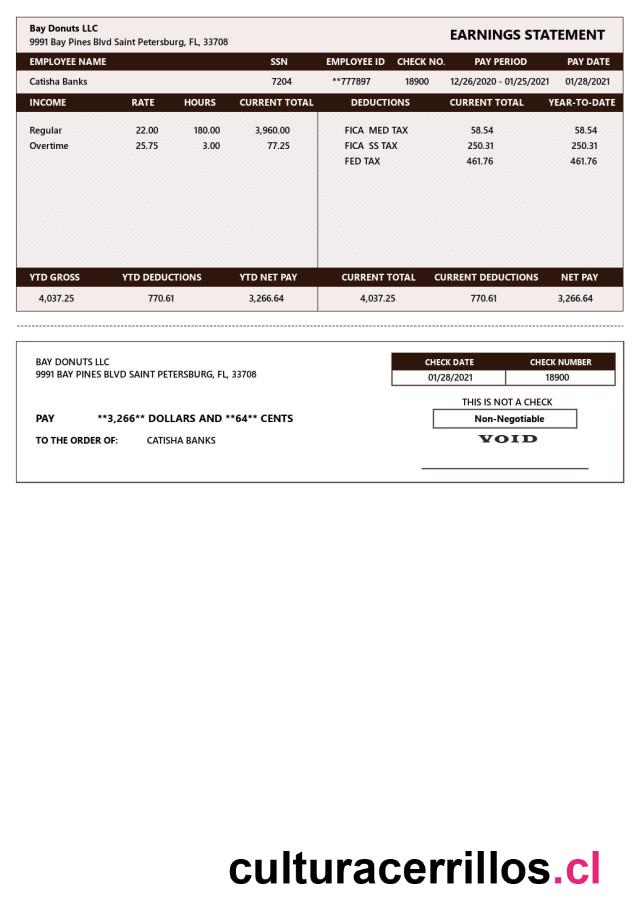 Bay Donuts LLC
9991 Bay Pines Blvd Saint Petersburg, FL, 33708
EARNINGS STATEMENT
EMPLOYEE NAME SSN EMPLOYEE ID CHECK NO. PAY PERIOD PAY DATE
Catisha Banks 7204 **777897 18900 12/26/2020 - 01/25/2021 01/28/2021
INCOME RATE HOURS CURRENT TOTAL DEDUCTIONS CURRENT TOTAL YEAR-TO-DATE
Regular 22.00 180.00 3,960.00 FICA MED TAX 58.54 58.54
Overtime 25.75 3.00 77.25 FICA SS TAX 250.31 250.31
FED TAX 461.76 461.76
YTD GROSS YTD DEDUCTIONS YTD NET PAY CURRENT TOTAL CURRENT DEDUCTIONS NET PAY
4,037.25 770.61 3,266.64 4,037.25 770.61 3,266.64
BAY DONUTS LLC
9991 BAY PINES BLVD SAINT PETERSBURG, FL, 33708
CHECK DATE CHECK NUMBER
01/28/2021 18900
THIS IS NOT A CHECK
PAY **3,266** DOLLARS AND **64** CENTS
Non-Negotiable
TO THE ORDER OF: CATISHA BANKS
VOID
culturacerrillos.cl